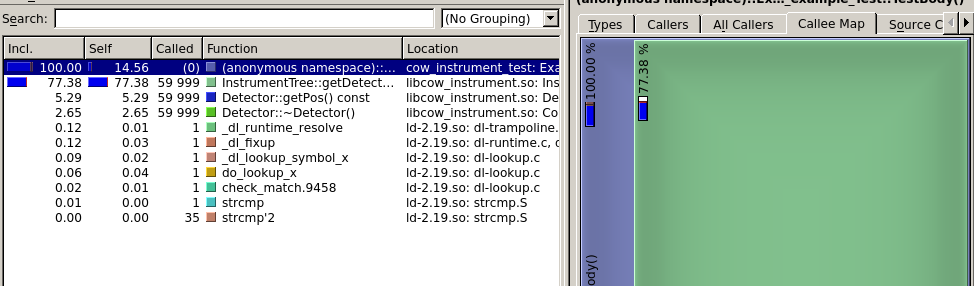 (anonymous namespace)::Ex..._example_Test::TestBody()
Search: (No Grouping)
Types Callers All Callers Callee Map Source C
Incl. Self Called Function Location
100.00 14.56 (0) (anonymous namespace)::... cow_instrument_test: Exa
77.38 77.38 59 999 InstrumentTree::getDetect... libcow_instrument.so: Ins
5.29 5.29 59 999 Detector::getPos() const libcow_instrument.so: De
2.65 2.65 59 999 Detector::~Detector() libcow_instrument.so: Co
0.12 0.01 1 _dl_runtime_resolve ld-2.19.so: dl-trampoline.
0.12 0.03 1 _dl_fixup ld-2.19.so: dl-runtime.c, d
0.09 0.02 1 _dl_lookup_symbol_x ld-2.19.so: dl-lookup.c
0.06 0.04 1 do_lookup_x ld-2.19.so: dl-lookup.c
0.02 0.01 1 check_match.9458 ld-2.19.so: dl-lookup.c
0.01 0.00 1 strcmp ld-2.19.so: strcmp.S
0.00 0.00 35 strcmp'2 ld-2.19.so: strcmp.S
100.00 %
ody()
77.38 %